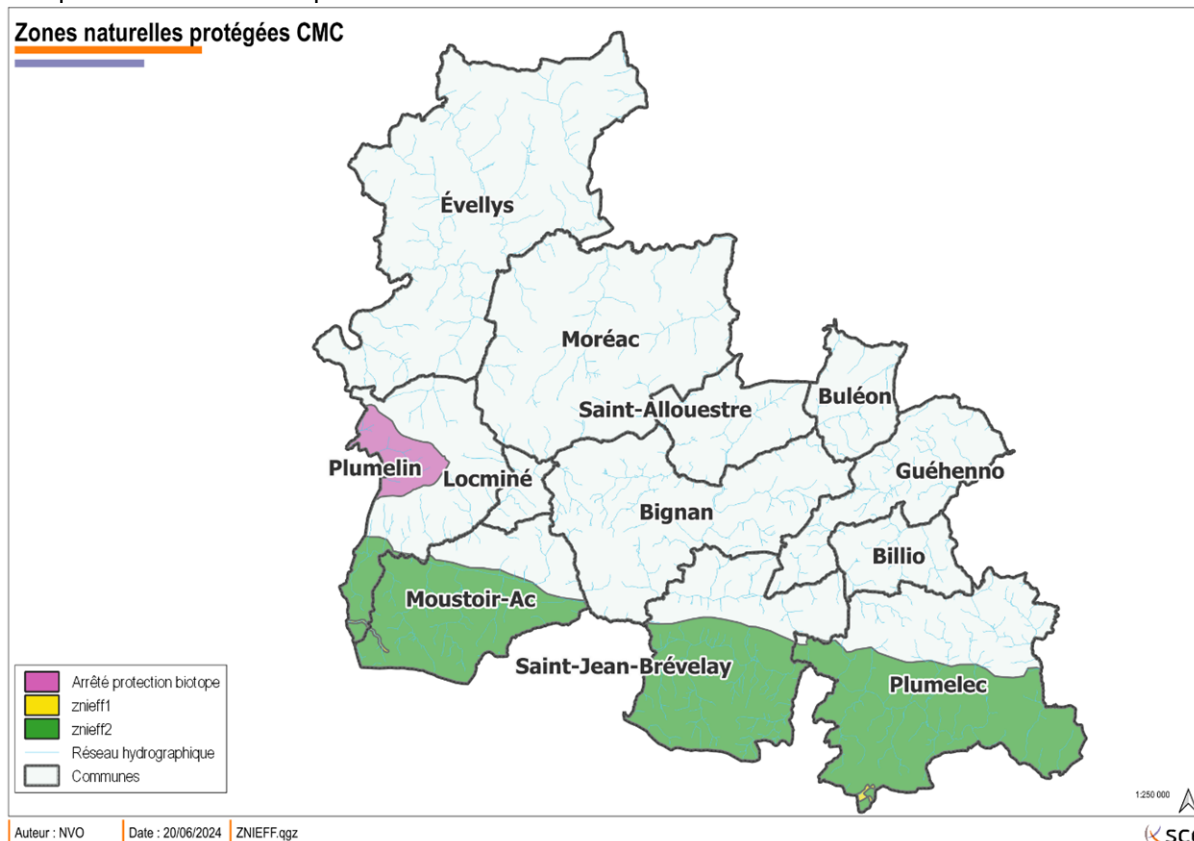 Zones naturelles protégées CMC
Évellys
Moréac
Buléon
Saint-Allouestre
Plumelin
Locminé
Guéhenno
Bignan
Billio
Moustoir-Ac
Saint-Jean-Brévelay
Plumelec
Arrêté protection biotope
znieff1
znieff2
Réseau hydrographique
Communes
1:250 000
Auteur : NVO Date : 20/06/2024 ZNIEFF.qgz